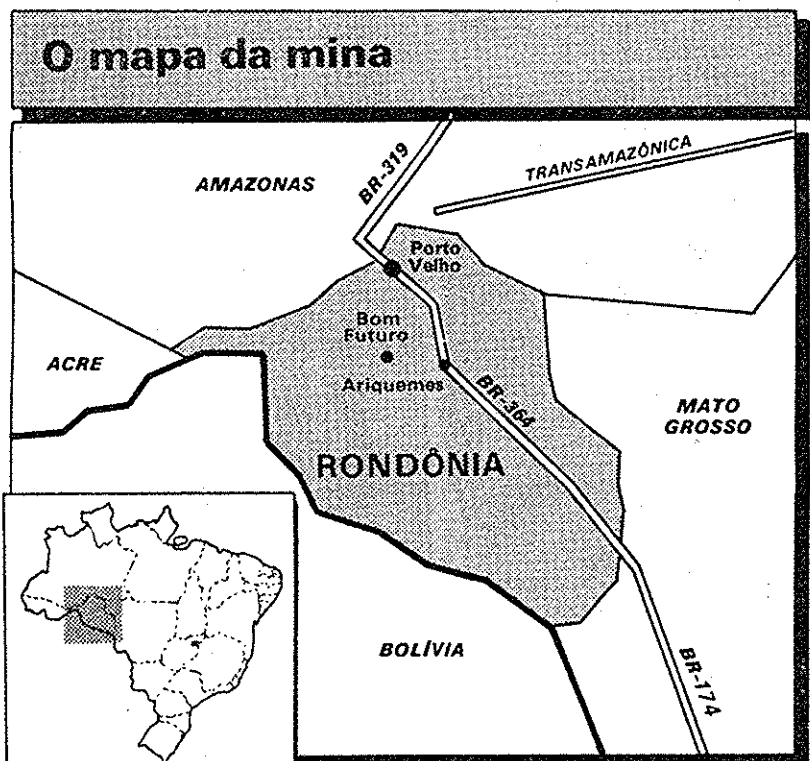 O mapa da mina
AMAZONAS
BR-319
TRANSAMAZÔNICA
Porto
Velho
Bom
Futuro
ACRE
Ariquemes
BR-364
MATO
GROSSO
RONDÔNIA
BOLÍVIA
BR-174